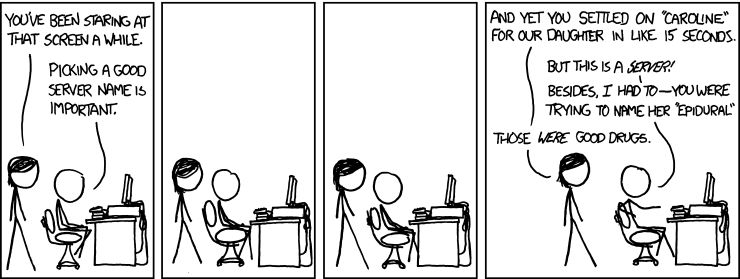 YOU'VE BEEN STARING AT
THAT SCREEN A WHILE.
PICKING A GOOD
SERVER NAME IS
IMPORTANT.
AND YET YOU SETTLED ON "CAROLINE"
FOR OUR DAUGHTER IN LIKE 15 SECONDS.
BUT THIS IS A SERVER!
BESIDES, I HAD TO—YOU WERE
TRYING TO NAME HER "EPIDURAL"
THOSE WERE GOOD DRUGS.